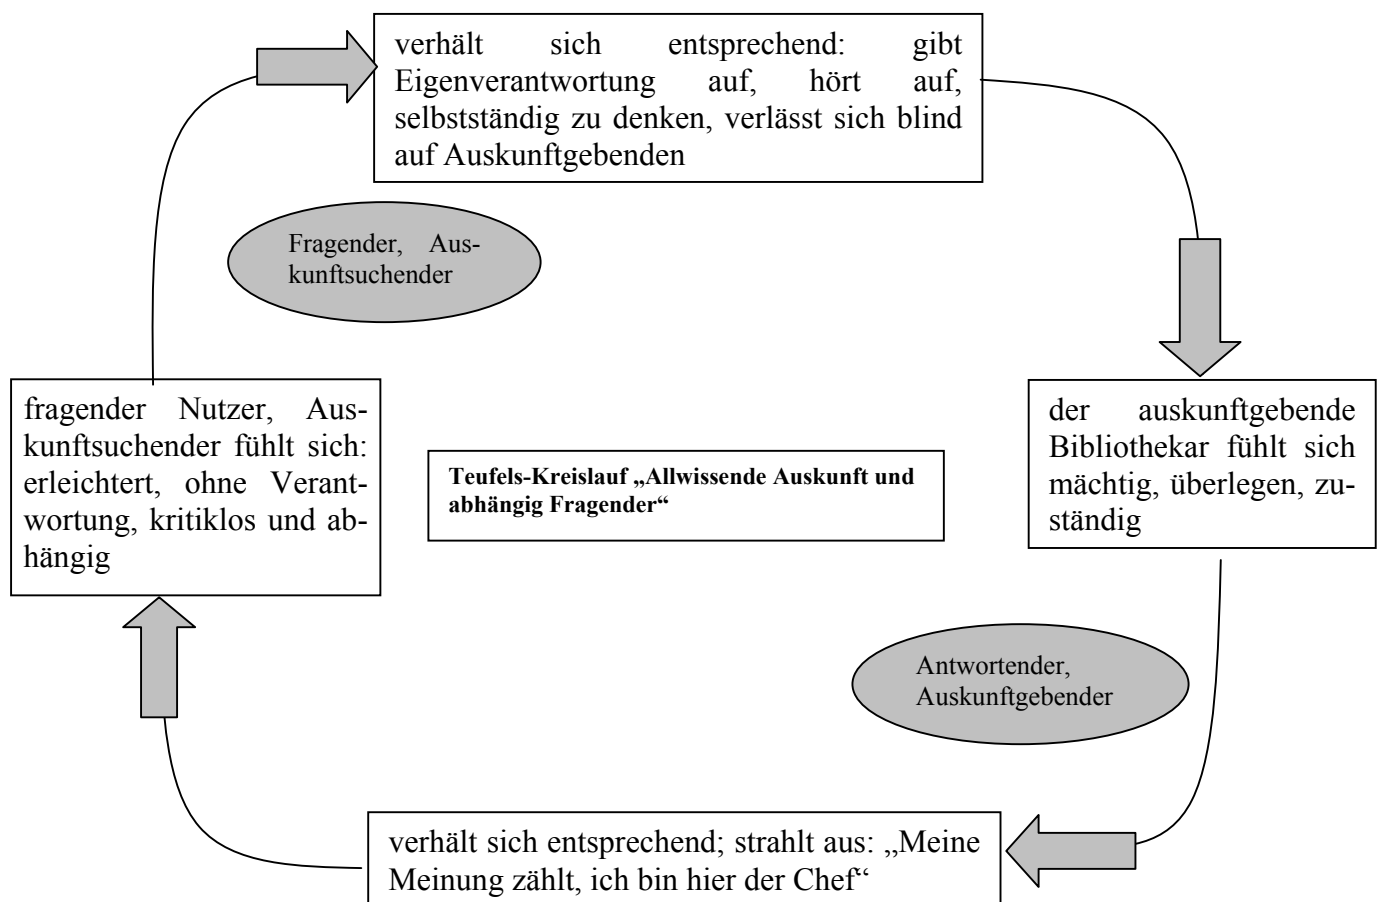 verhält sich entsprechend: gibt
Eigenverantwortung auf, hört auf,
selbstständig zu denken, verlässt sich blind
auf Auskunftgebenden
Fragender, Aus-
kunftsuchender
fragender Nutzer, Aus-
kunftsuchender fühlt sich:
erleichtert, ohne Verant-
wortung, kritiklos und ab-
hängig
Teufels-Kreislauf „Allwissende Auskunft und
abhängig Fragender“
der auskunftgebende
Bibliothekar fühlt sich
mächtig, überlegen, zu-
ständig
Antwortender,
Auskunftgebender
verhält sich entsprechend; strahlt aus: „Meine
Meinung zählt, ich bin hier der Chef“